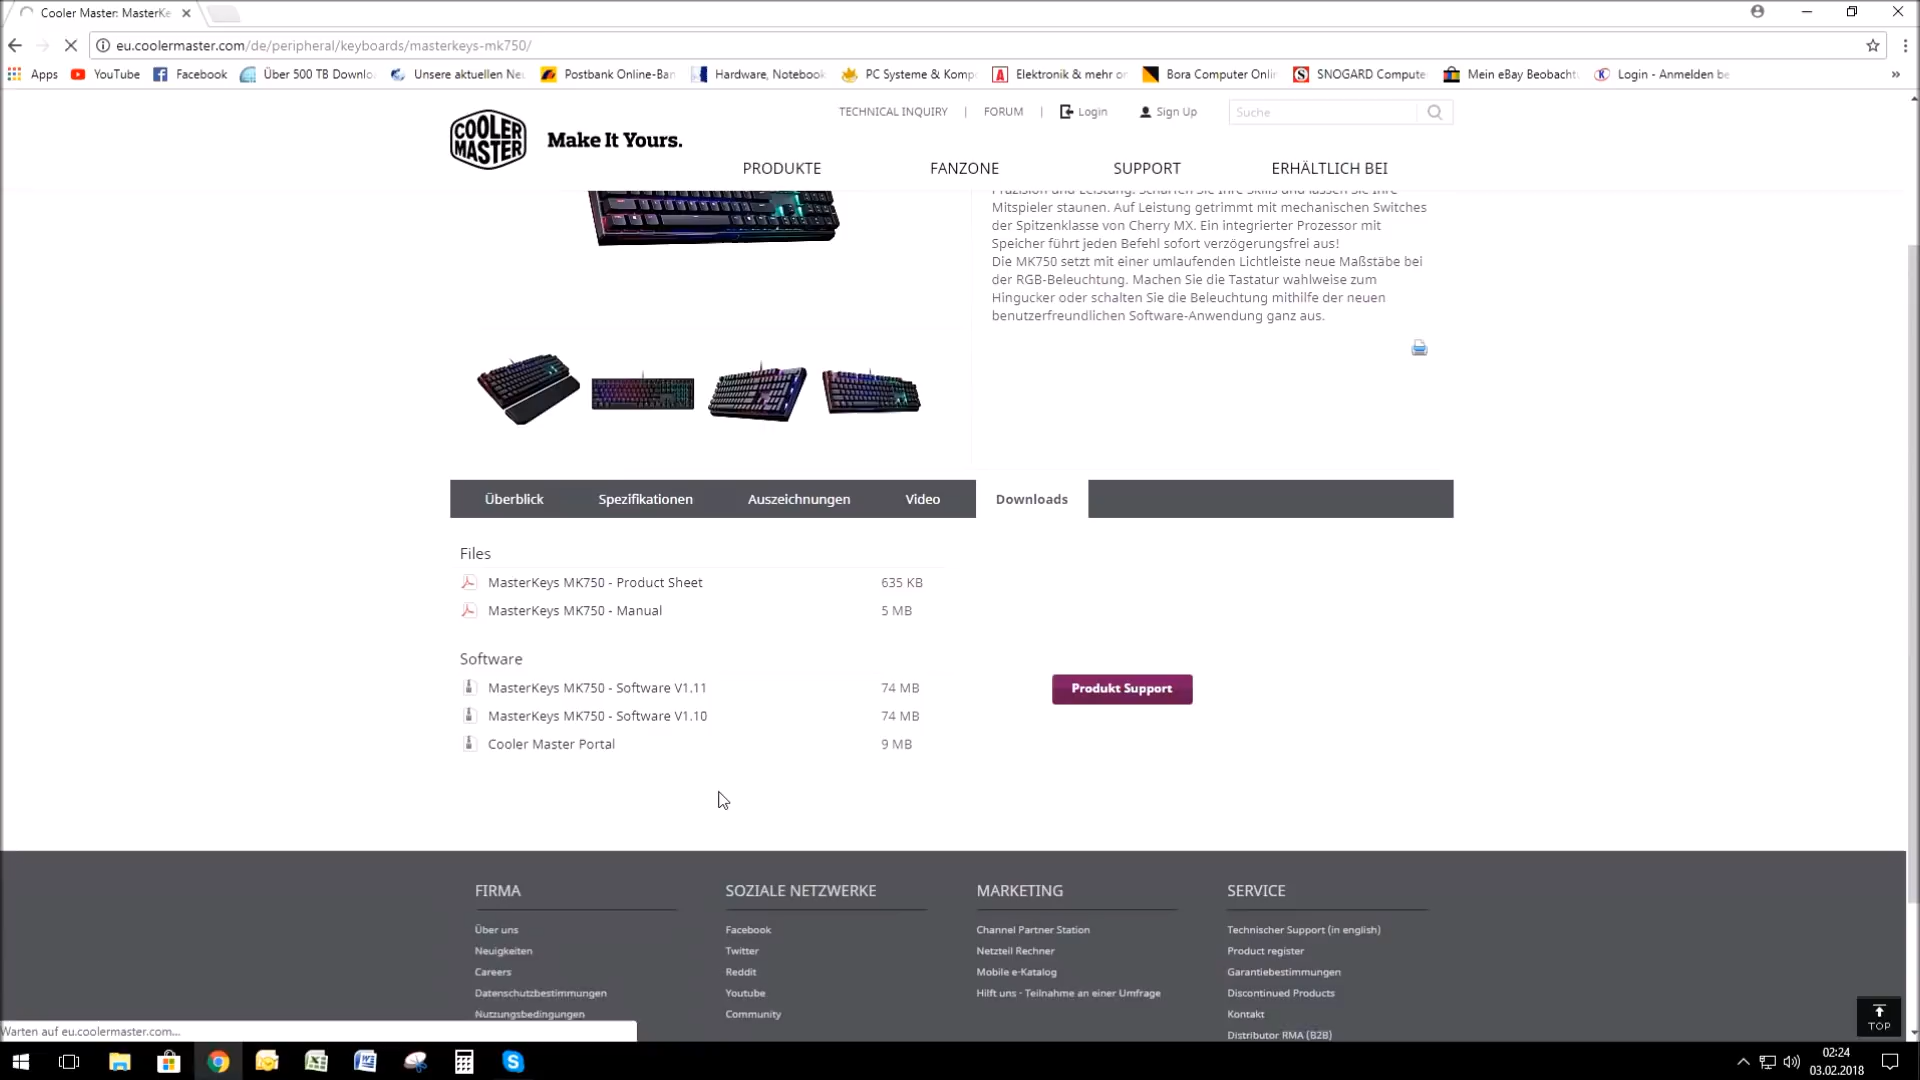 Cooler Master: MasterKe
eu.coolermaster.com/de/peripheral/keyboards/masterkeys-mk750/
Apps YouTube Facebook Über 500 TB Downlo Unsere aktuellen Ne Postbank Online-Ban Hardware, Notebook PC Systeme & Komp Elektronik & mehr o Bora Computer Onli SNOGARD Compute Mein eBay Beobacht Login - Anmelden be »
TECHNICAL INQUIRY | FORUM | Login Sign Up Suche
COOLER MASTER Make It Yours.
PRODUKTE FANZONE SUPPORT ERHÄLTLICH BEI
Präzision und Leistung. Schärfen Sie Ihre Skills und lassen Sie Ihre
Mitspieler staunen. Auf Leistung getrimmt mit mechanischen Switches
der Spitzenklasse von Cherry MX. Ein integrierter Prozessor mit
Speicher führt jeden Befehl sofort verzögerungsfrei aus!
Die MK750 setzt mit einer umlaufenden Lichtleiste neue Maßstäbe bei
der RGB-Beleuchtung. Machen Sie die Tastatur wahlweise zum
Hingucker oder schalten Sie die Beleuchtung mithilfe der neuen
benutzerfreundlichen Software-Anwendung ganz aus.
Überblick Spezifikationen Auszeichnungen Video Downloads
Files
MasterKeys MK750 - Product Sheet 635 KB
MasterKeys MK750 - Manual 5 MB
Software
MasterKeys MK750 - Software V1.11 74 MB
MasterKeys MK750 - Software V1.10 74 MB
Cooler Master Portal 9 MB
Produkt Support
FIRMA SOZIALE NETZWERKE MARKETING SERVICE
Über uns Facebook Channel Partner Station Technischer Support (in english)
Neuigkeiten Twitter Netzteil Rechner Product register
Careers Reddit Mobile e-Katalog Garantiebestimmungen
Datenschutzbestimmungen Youtube Hilft uns - Teilnahme an einer Umfrage Discontinued Products
Nutzungsbedingungen Community Kontakt
Distributor RMA (B2B)
TOP
Warten auf eu.coolermaster.com...
02:24
03.02.2018